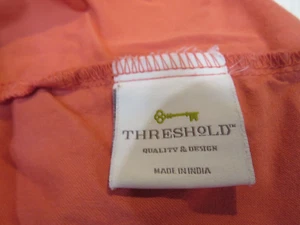 THRESHOLD™
QUALITY & DESIGN
MADE IN INDIA